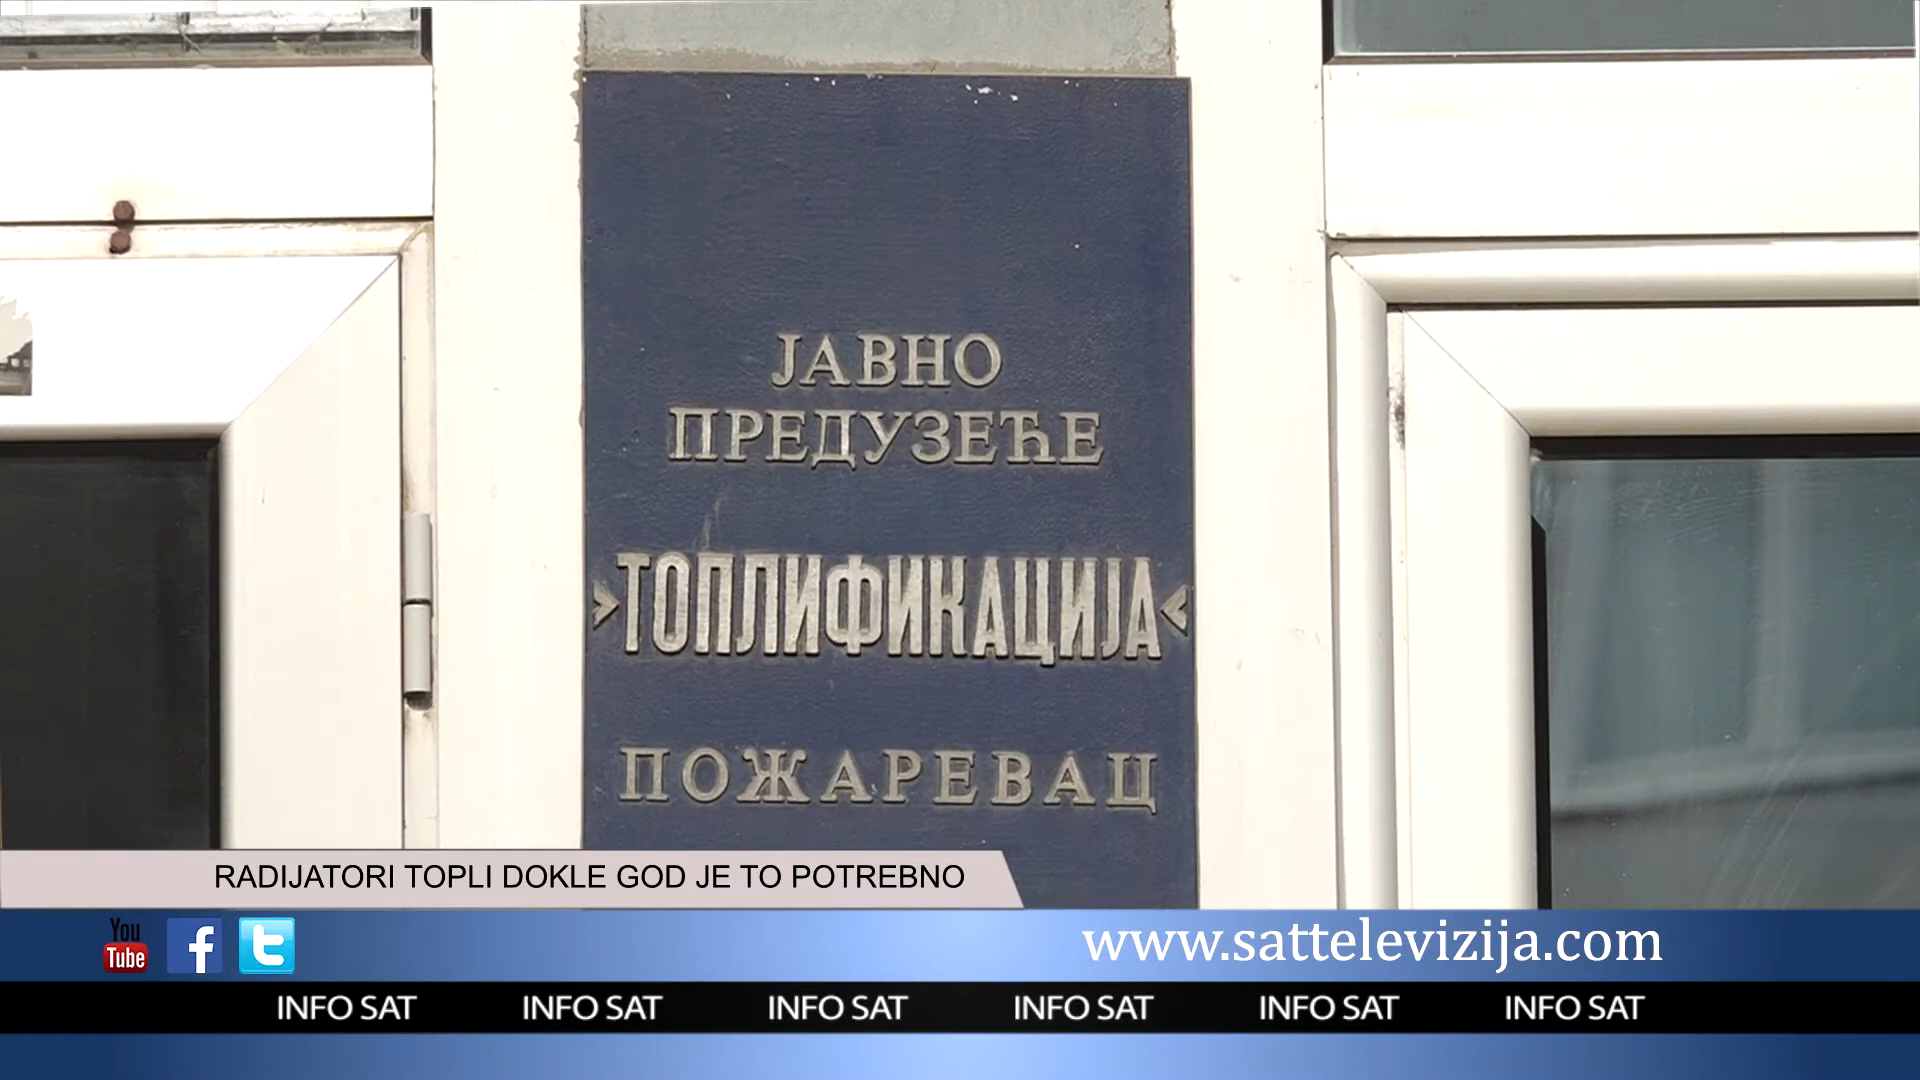 ЈАВНО
ПРЕДУЗЕЋЕ
›ТОПЛИФИКАЦИЈА‹
ПОЖАРЕВАЦ
RADIJATORI TOPLI DOKLE GOD JE TO POTREBNO
You Tube f t www.sattelevizija.com
INFO SAT INFO SAT INFO SAT INFO SAT INFO SAT INFO SAT